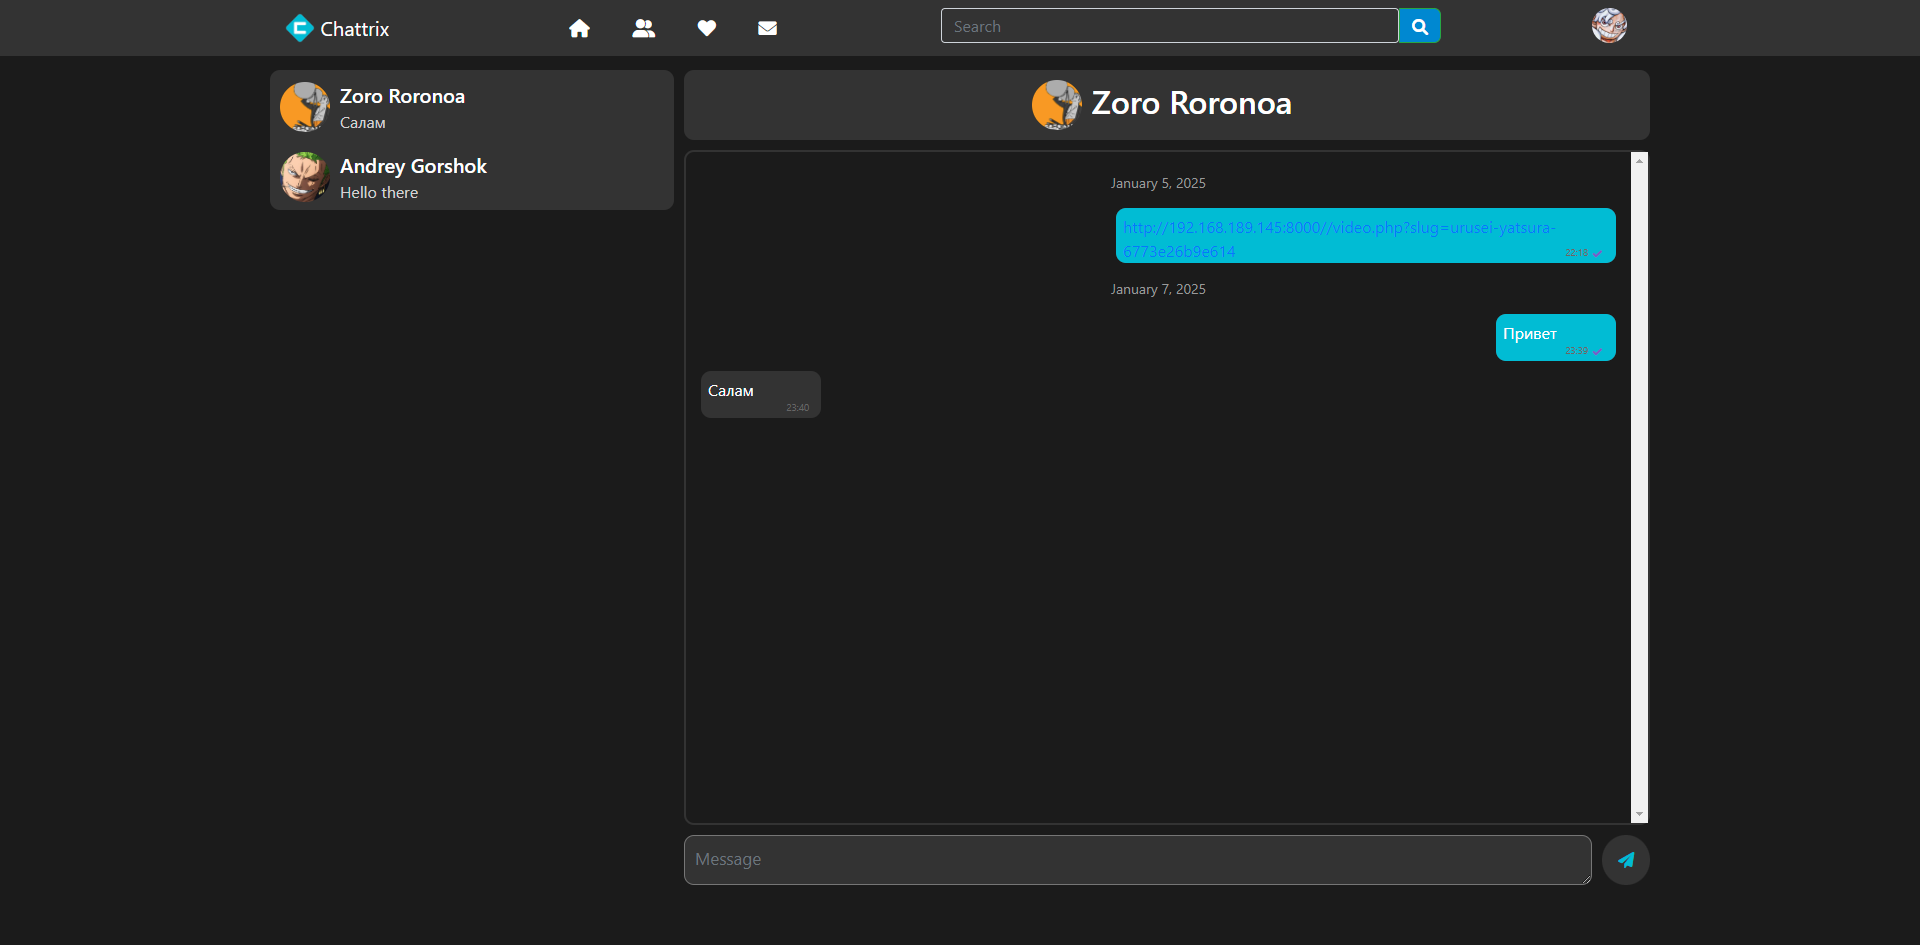 Chattrix
Search
Zoro Roronoa
Салам
Andrey Gorshok
Hello there
Zoro Roronoa
January 5, 2025
http://192.168.189.145:8000//video.php?slug=urusei-yatsura-
6773e26b9e614
22:18
January 7, 2025
Привет
23:39
Салам
23:40
Message